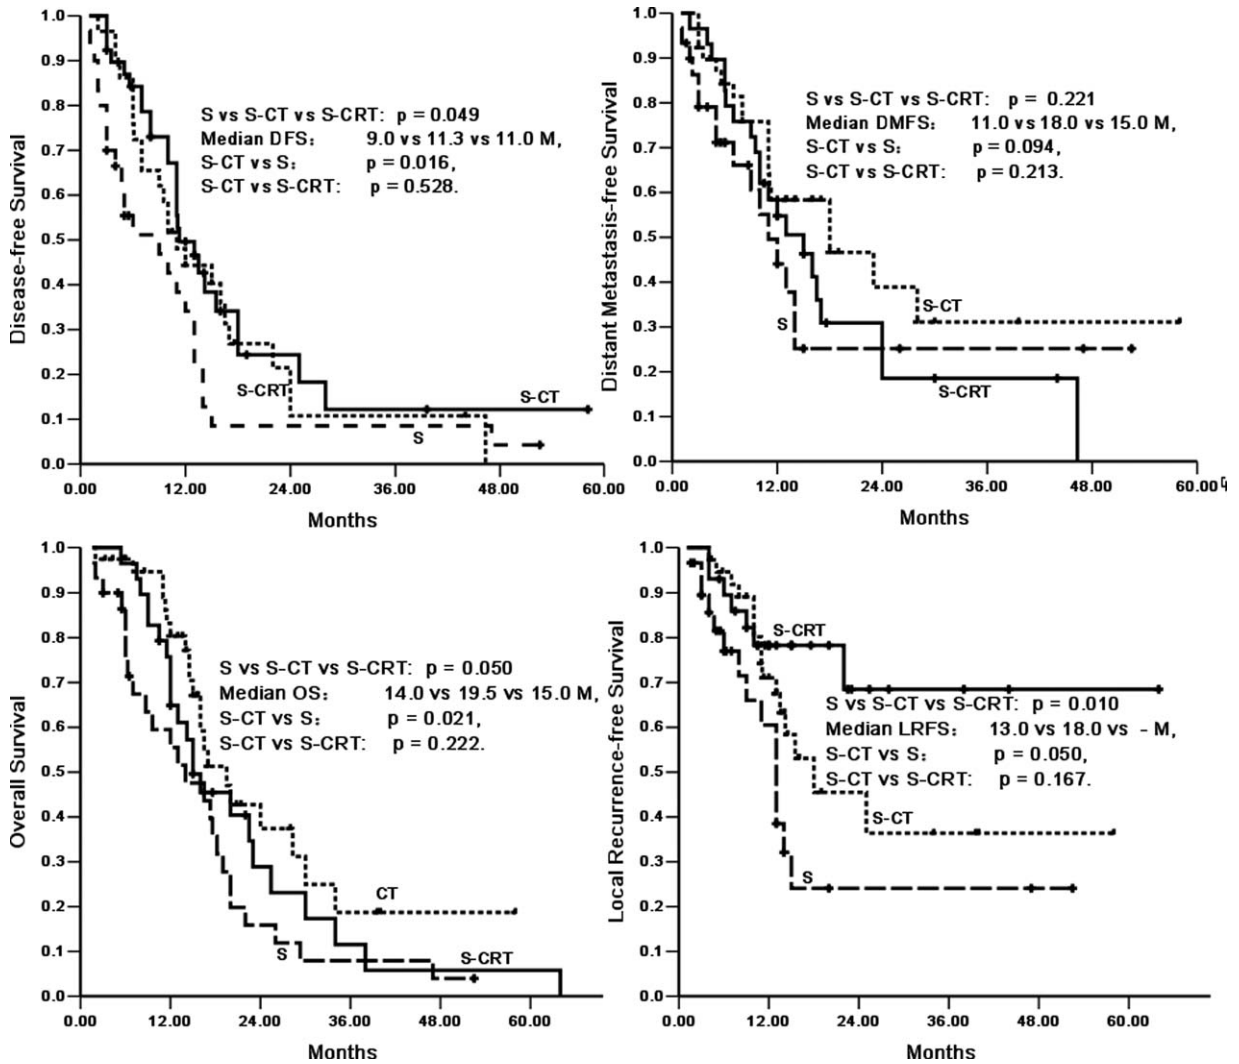 1.0
0.9
0.8
0.7
0.6
0.5
0.4
0.3
0.2
0.1
0.0
Disease-free Survival
S vs S-CT vs S-CRT: p = 0.049
Median DFS: 9.0 vs 11.3 vs 11.0 M,
S-CT vs S: p = 0.016,
S-CT vs S-CRT: p = 0.528.
S-CRT
S-CT
S
0.00 12.00 24.00 36.00 48.00 60.00
Months
1.0
0.9
0.8
0.7
0.6
0.5
0.4
0.3
0.2
0.1
0.0
Distant Metastasis-free Survival
S vs S-CT vs S-CRT: p = 0.221
Median DMFS: 11.0 vs 18.0 vs 15.0 M,
S-CT vs S: p = 0.094,
S-CT vs S-CRT: p = 0.213.
S-CT
S
S-CRT
0.00 12.00 24.00 36.00 48.00 60.00
Months
1.0
0.9
0.8
0.7
0.6
0.5
0.4
0.3
0.2
0.1
0.0
Overall Survival
S vs S-CT vs S-CRT: p = 0.050
Median OS: 14.0 vs 19.5 vs 15.0 M,
S-CT vs S: p = 0.021,
S-CT vs S-CRT: p = 0.222.
CT
S
S-CRT
0.00 12.00 24.00 36.00 48.00 60.00
Months
1.0
0.9
0.8
0.7
0.6
0.5
0.4
0.3
0.2
0.1
0.0
Local Recurrence-free Survival
S-CRT
S vs S-CT vs S-CRT: p = 0.010
Median LRFS: 13.0 vs 18.0 vs - M,
S-CT vs S: p = 0.050,
S-CT vs S-CRT: p = 0.167.
S-CT
S
0.00 12.00 24.00 36.00 48.00 60.00
Months